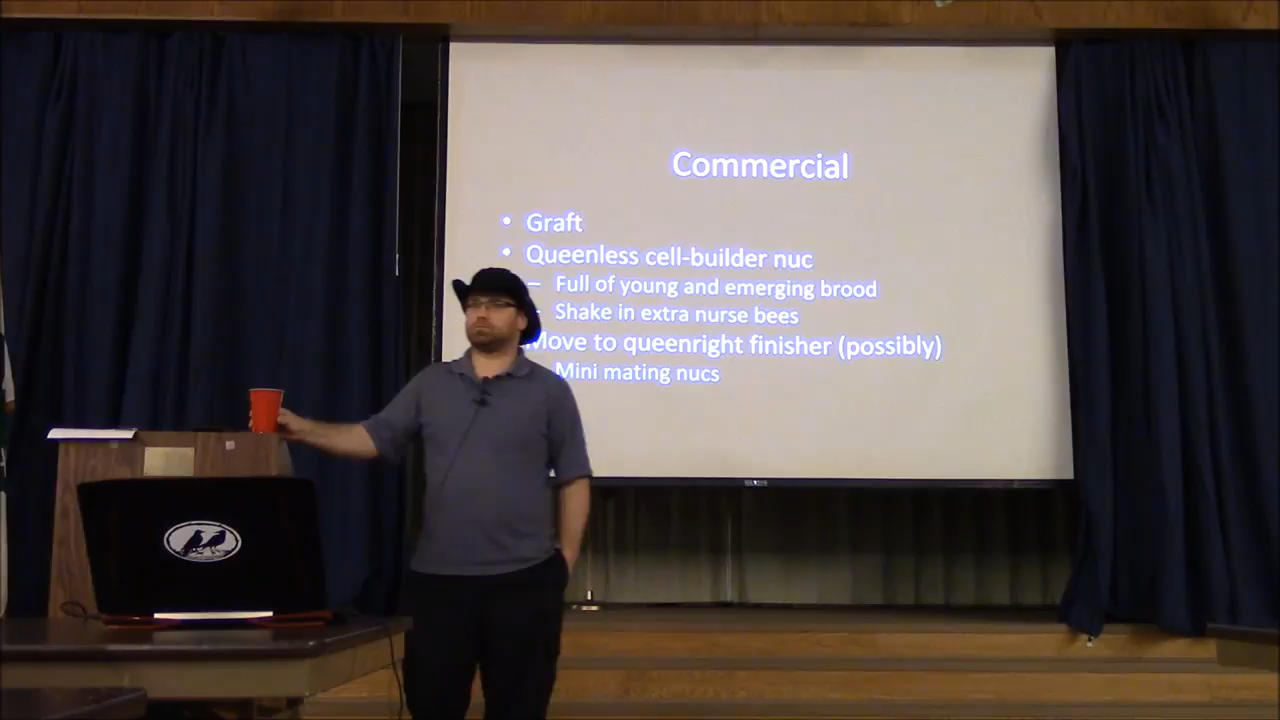 Commercial
• Graft
• Queenless cell-builder nuc
– Full of young and emerging brood
- Shake in extra nurse bees
Move to queenright finisher (possibly)
Mini mating nucs